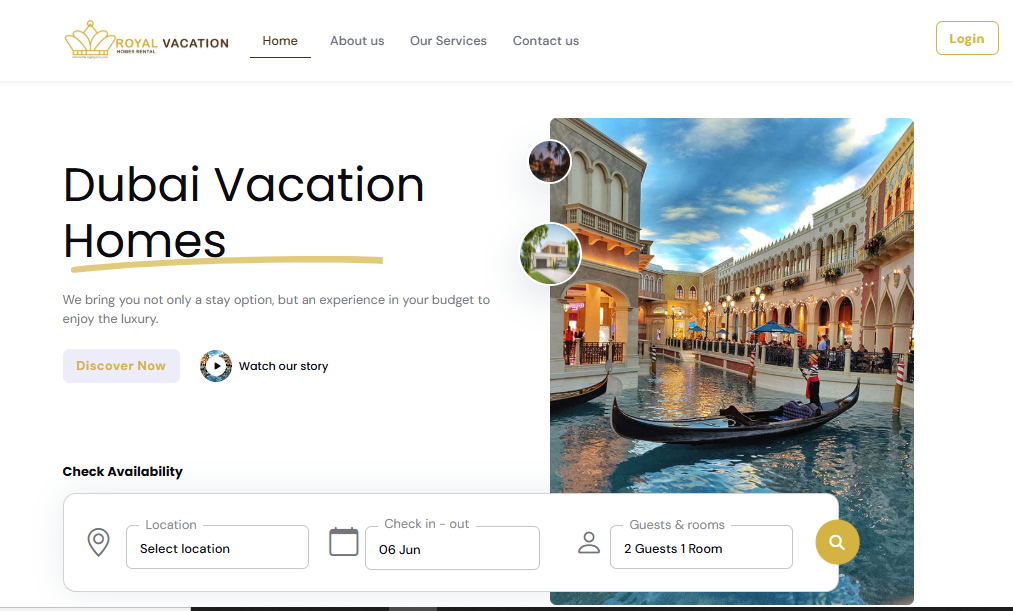 ROYAL VACATION
HOMES RENTAL
Home
About us
Our Services
Contact us
Login
Dubai Vacation
Homes
We bring you not only a stay option, but an experience in your budget to
enjoy the luxury.
Discover Now
Watch our story
Check Availability
Location
Select location
Check in - out
06 Jun
Guests & rooms
2 Guests 1 Room